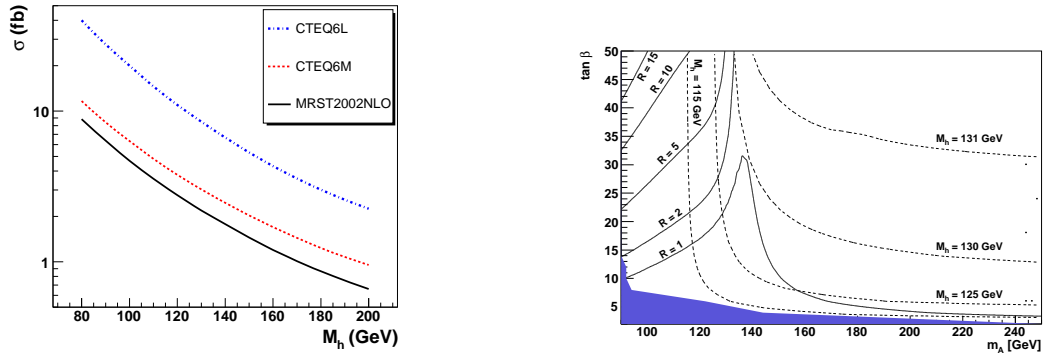 σ (fb)
10
1
80 100 120 140 160 180 200
M_h (GeV)
CTEQ6L
CTEQ6M
MRST2002NLO
tan β
50
45
40
35
30
25
20
15
10
5
100 120 140 160 180 200 220 240
m_A [GeV]
R = 15
R = 10
R = 5
R = 2
R = 1
M_h = 115 GeV
M_h = 131 GeV
M_h = 130 GeV
M_h = 125 GeV